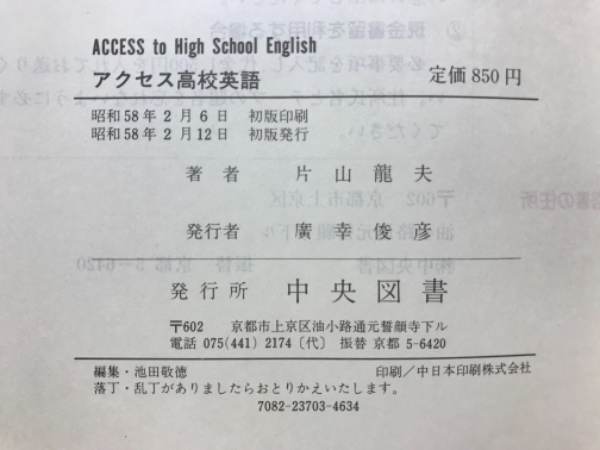 ACCESS to High School English
アクセス高校英語 定価850円
昭和58年2月6日 初版印刷
昭和58年2月12日 初版発行
著者 片山龍夫
発行者 廣幸俊彦
発行所 中央図書
〒602 京都市上京区油小路通元誓願寺下ル
電話 075(441) 2174〔代〕 振替 京都 5-6420
編集・池田敬徳 印刷／中日本印刷株式会社
落丁・乱丁がありましたらおとりかえいたします。
7082-23703-4634